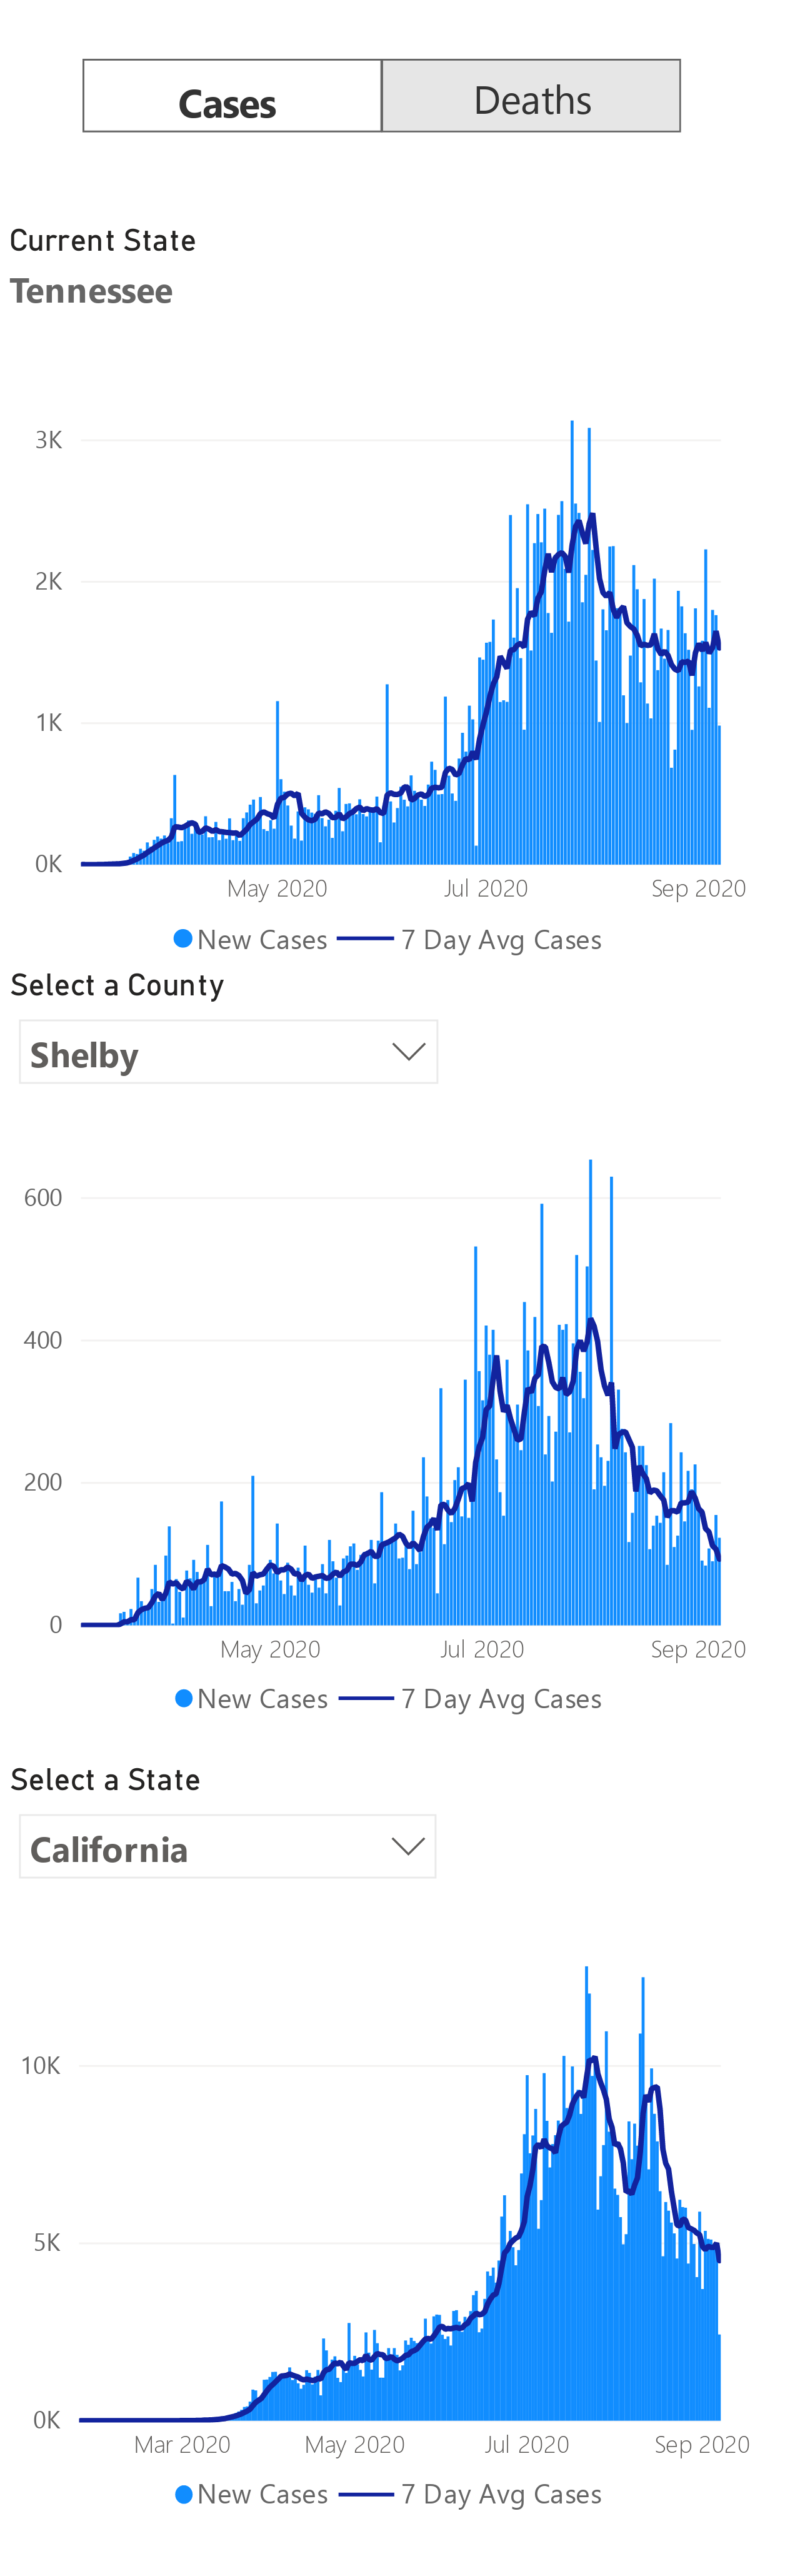 Cases Deaths
Current State
Tennessee
3K
2K
1K
0K
May 2020 Jul 2020 Sep 2020
New Cases 7 Day Avg Cases
Select a County
Shelby
600
400
200
0
May 2020 Jul 2020 Sep 2020
New Cases 7 Day Avg Cases
Select a State
California
10K
5K
0K
Mar 2020 May 2020 Jul 2020 Sep 2020
New Cases 7 Day Avg Cases